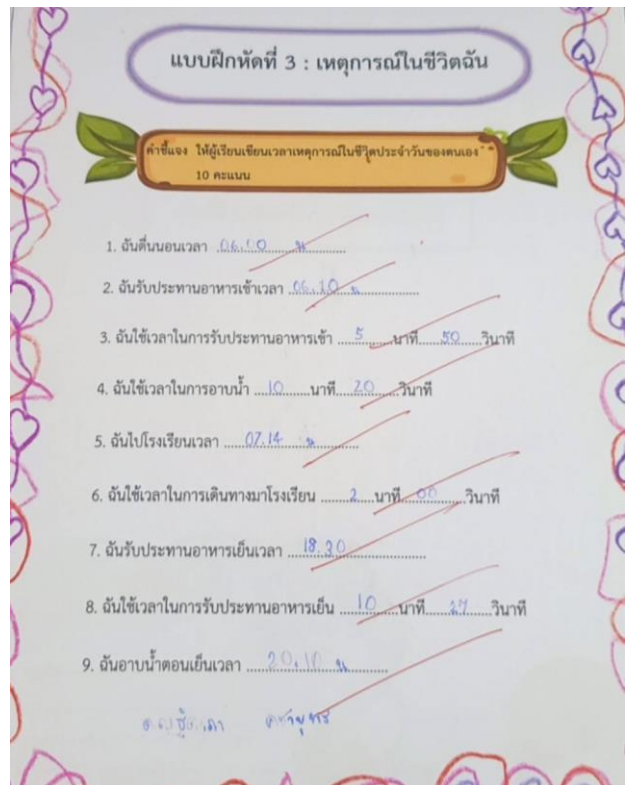 แบบฝึกหัดที่ 3 : เหตุการณ์ในชีวิตฉัน
คำชี้แจง ให้ผู้เรียนเขียนเวลาเหตุการณ์ในชีวิตประจำวันของตนเอง
10 คะแนน
1. ฉันตื่นนอนเวลา 06.10 น
2. ฉันรับประทานอาหารเช้าเวลา น
3. ฉันใช้เวลาในการรับประทานอาหารเช้า 5 นาที 50 วินาที
4. ฉันใช้เวลาในการอาบน้ำ 10 นาที 20 วินาที
5. ฉันไปโรงเรียนเวลา 07.14 น
6. ฉันใช้เวลาในการเดินทางมาโรงเรียน 2 นาที 00 วินาที
7. ฉันรับประทานอาหารเย็นเวลา 18.30
8. ฉันใช้เวลาในการรับประทานอาหารเย็น 10 นาที 27 วินาที
9. ฉันอาบน้ำตอนเย็นเวลา 20.10 น